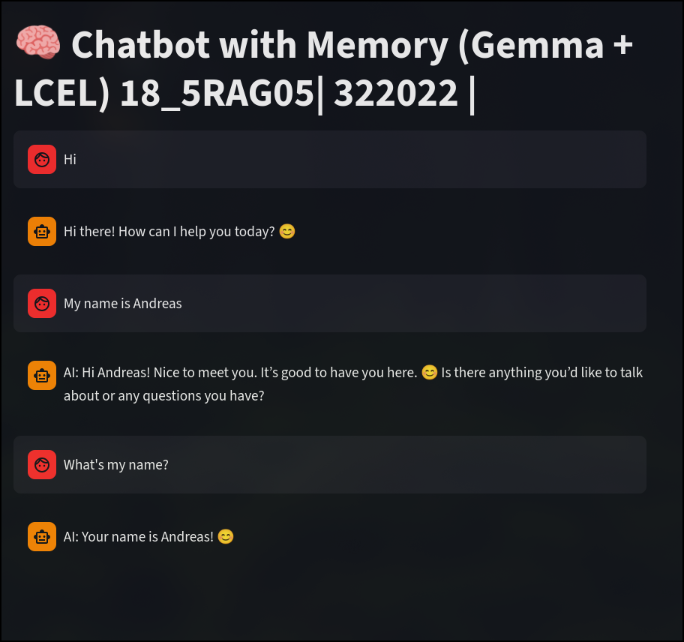 🧠 Chatbot with Memory (Gemma +
LCEL) 18_5RAG05| 322022 |
Hi
Hi there! How can I help you today? 😊
My name is Andreas
AI: Hi Andreas! Nice to meet you. It’s good to have you here. 😊 Is there anything you’d like to talk
about or any questions you have?
What's my name?
AI: Your name is Andreas! 😊